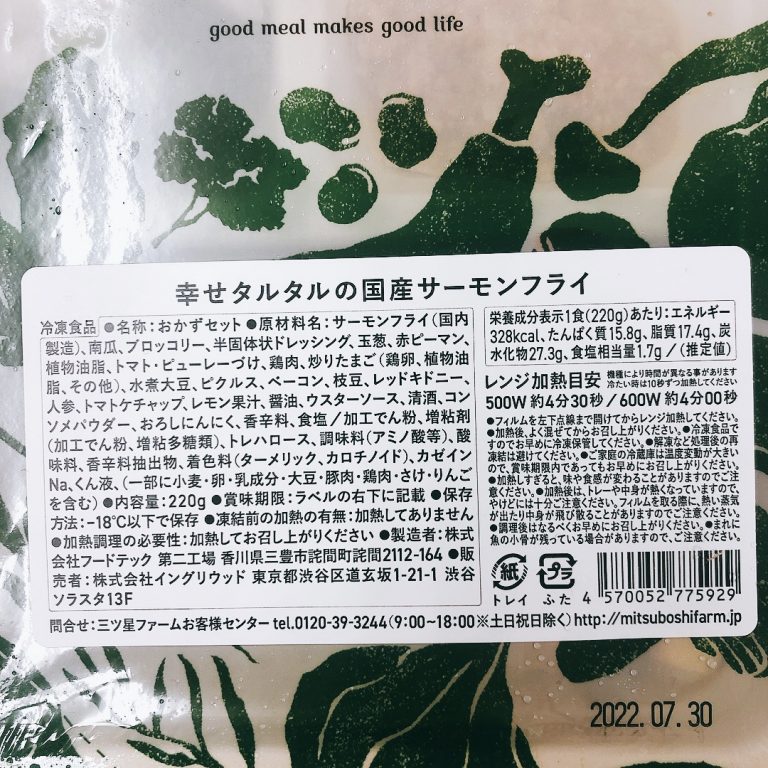 good meal makes good life
幸せタルタルの国産サーモンフライ
冷凍食品 ●名称:おかずセット ●原材料名:サーモンフライ(国内
製造)、南瓜、ブロッコリー、半固体状ドレッシング、玉葱、赤ピーマン、
植物油脂、トマト・ピューレーづけ、鶏肉、炒りたまご(鶏卵、植物油
脂、その他)、水煮大豆、ピクルス、ベーコン、枝豆、レッドキドニー、
人参、トマトケチャップ、レモン果汁、醤油、ウスターソース、清酒、コン
ソメパウダー、おろしにんにく、香辛料、食塩/加工でん粉、増粘剤
(加工でん粉、増粘多糖類)、トレハロース、調味料(アミノ酸等)、酸
味料、香辛料抽出物、着色料(ターメリック、カロチノイド)、カゼイン
Na、くん液、(一部に小麦・卵・乳成分・大豆・豚肉・鶏肉・さけ・りんご
を含む) ●内容量:220g ●賞味期限:ラベルの右下に記載 ●保存
方法:-18℃以下で保存 ●凍結前の加熱の有無:加熱してありません
●加熱調理の必要性:加熱してお召し上がりください ●製造者:株式
会社フードテック 第二工場 香川県三豊市詫間町詫間2112-164 ●販
売者:株式会社イングリウッド 東京都渋谷区道玄坂1-21-1 渋谷
ソラスタ13F
栄養成分表示1食(220g)あたり:エネルギー
328kcal、たんぱく質15.8g、脂質17.4g、炭
水化物27.3g、食塩相当量1.7g/(推定値)
レンジ加熱目安 機種により時間が異なる事があります
冷たい時は10秒ずつ加熱してください
500W 約4分30秒/600W 約4分00秒
●フィルムを左下点線まで開けてからレンジ加熱してください。
●加熱後、よく混ぜてからお召し上がりください。●冷凍食品で
すのでお早めに冷凍保管してください。●解凍など処理後の再
凍結は避けてください。●ご家庭の冷蔵庫は温度変動が大きい
ので、賞味期限内であってもお早めにお召し上がりください。
●加熱しすぎると、味や食感が変わることがありますのでご注
意ください。●加熱後は、トレーや中身が熱くなっていますので、
やけどには十分ご注意ください。フィルムを取る際に、熱い蒸気
が出たり中身が飛び散ることがありますので、ご注意ください。
●調理後はなるべくお早めにお召し上がりください。●まれに
魚の小骨が残っている場合がありますので、ご注意ください。
紙 トレイ
プラ ふた
4 570052 775929
問合せ:三ツ星ファームお客様センター tel.0120-39-3244(9:00~18:00※土日祝日除く)http://mitsuboshifarm.jp
2022.07.30